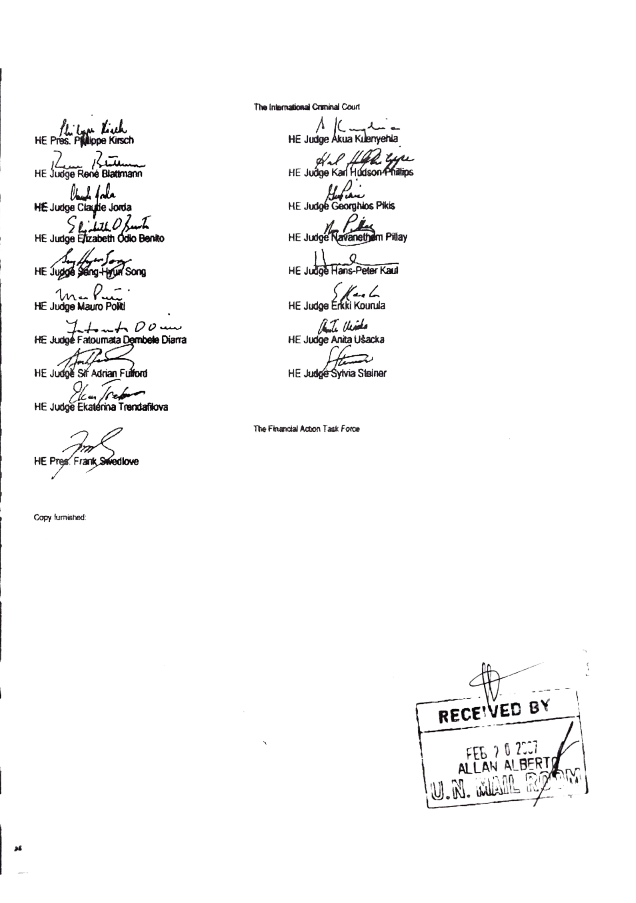 The International Criminal Court
HE Pres. Philippe Kirsch
HE Judge Akua Kuenyehia
HE Judge René Blattmann
HE Judge Karl Hudson-Phillips
HE Judge Claude Jorda
HE Judge Georghios Pikis
HE Judge Elizabeth Odio Benito
HE Judge Navanethem Pillay
HE Judge Sang-Hyun Song
HE Judge Hans-Peter Kaul
HE Judge Mauro Politi
HE Judge Erkki Kourula
HE Judge Fatoumata Dembele Diarra
HE Judge Anita Ušacka
HE Judge Sir Adrian Fulford
HE Judge Sylvia Steiner
HE Judge Ekaterina Trendafilova
The Financial Action Task Force
HE Pres. Frank Swedlove
Copy furnished:
RECEIVED BY
FEB 2007
ALLAN ALBERTO
U.N. MAIL ROOM